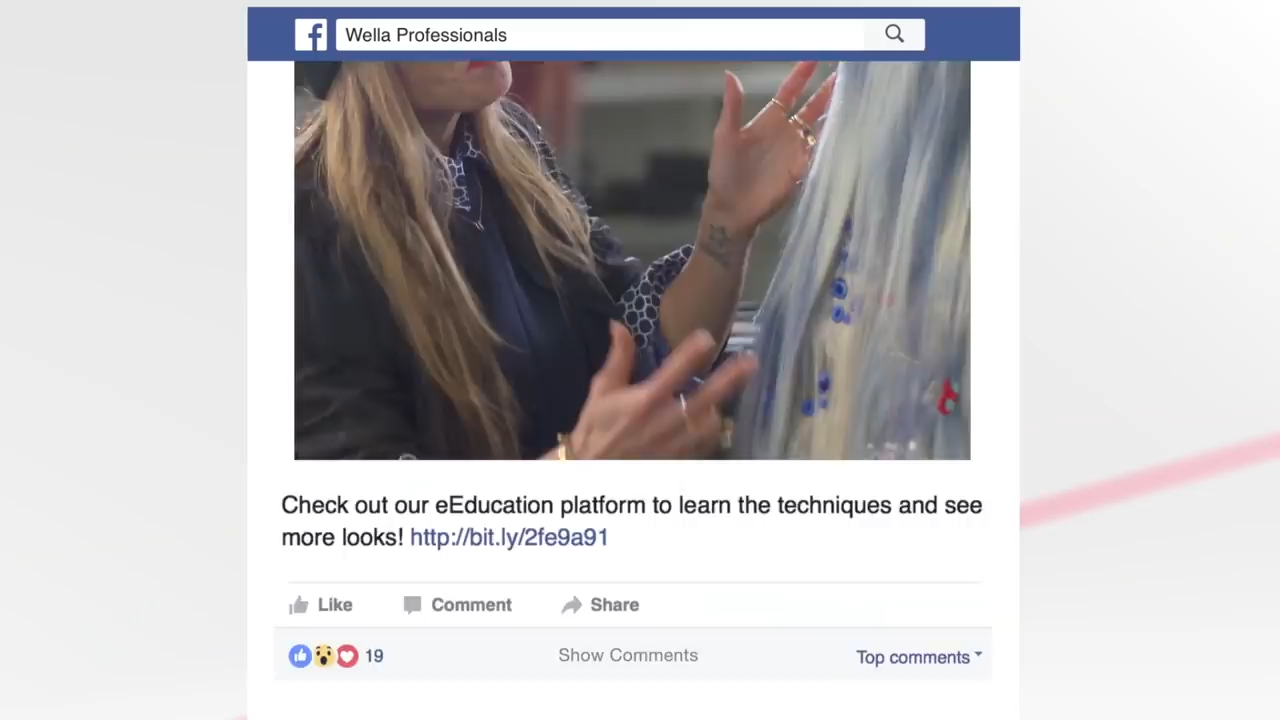 Wella Professionals
Check out our eEducation platform to learn the techniques and see
more looks! http://bit.ly/2fe9a91
Like Comment Share
19 Show Comments Top comments